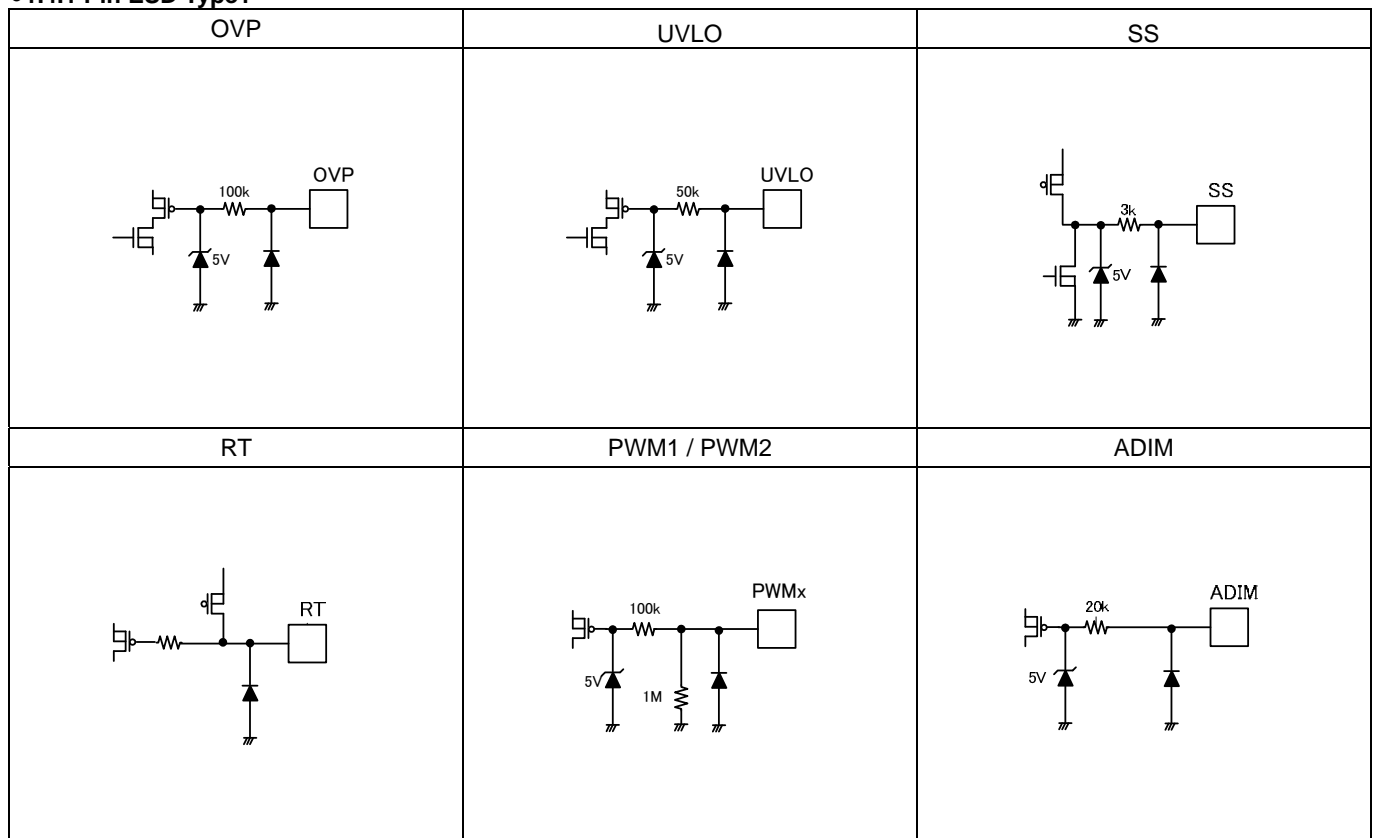 OVP
UVLO
SS
OVP
100k
5V
UVLO
50k
5V
SS
3k
5V
RT
PWM1 / PWM2
ADIM
RT
PWMx
100k
5V
1M
ADIM
20k
5V